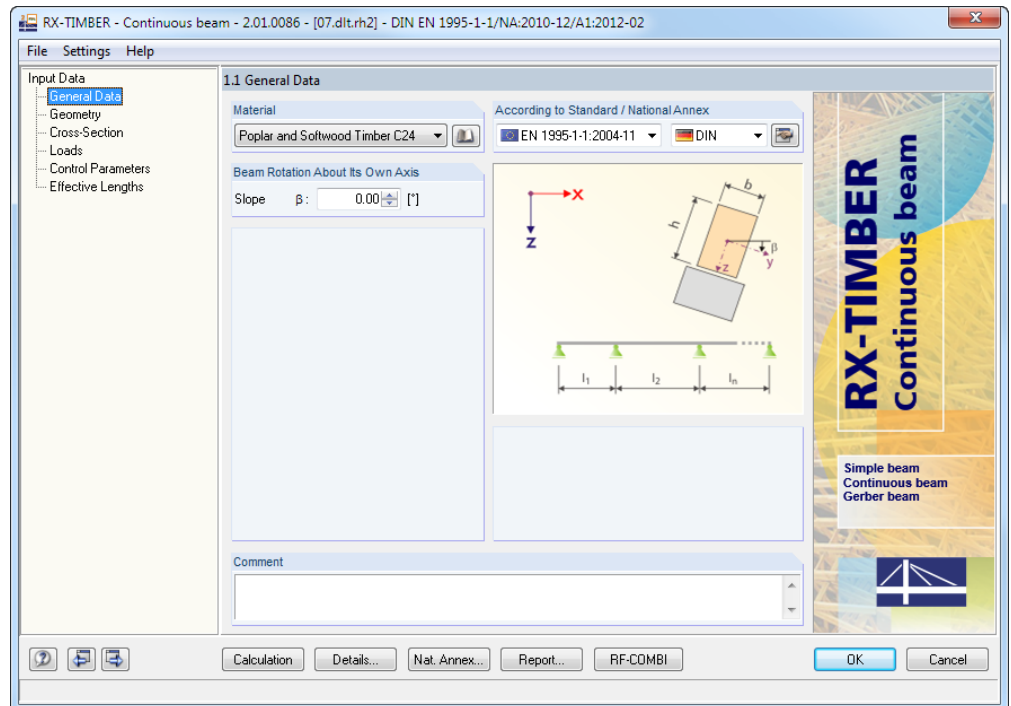 RX-TIMBER - Continuous beam - 2.01.0086 - [07.dlt.rh2] - DIN EN 1995-1-1/NA:2010-12/A1:2012-02
File Settings Help
Input Data
General Data
Geometry
Cross-Section
Loads
Control Parameters
Effective Lengths
1.1 General Data
Material
Poplar and Softwood Timber C24
According to Standard / National Annex
EN 1995-1-1:2004-11
DIN
Beam Rotation About Its Own Axis
Slope β : 0.00 [°]
X
Z
b
h
β
z
y
l1 l2 ln
Comment
RX-TIMBER
Continuous beam
Simple beam
Continuous beam
Gerber beam
Calculation Details... Nat. Annex... Report... RF-COMBI OK Cancel